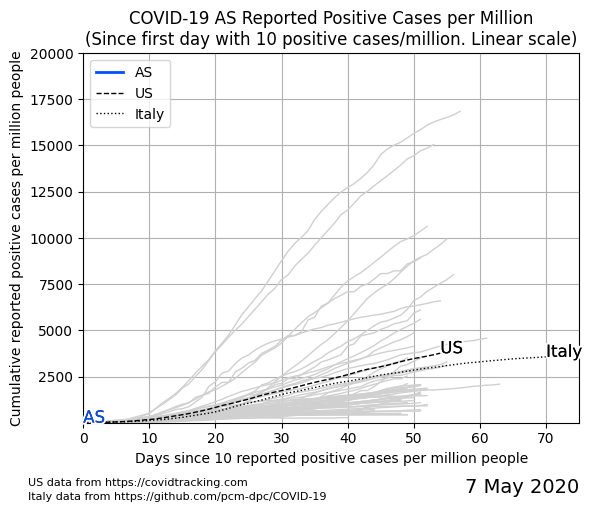 COVID-19 AS Reported Positive Cases per Million
(Since first day with 10 positive cases/million. Linear scale)
Cumulative reported positive cases per million people
20000
17500
15000
12500
10000
7500
5000
2500
AS
US
Italy
US
Italy
AS
0 10 20 30 40 50 60 70
Days since 10 reported positive cases per million people
US data from https://covidtracking.com
Italy data from https://github.com/pcm-dpc/COVID-19
7 May 2020